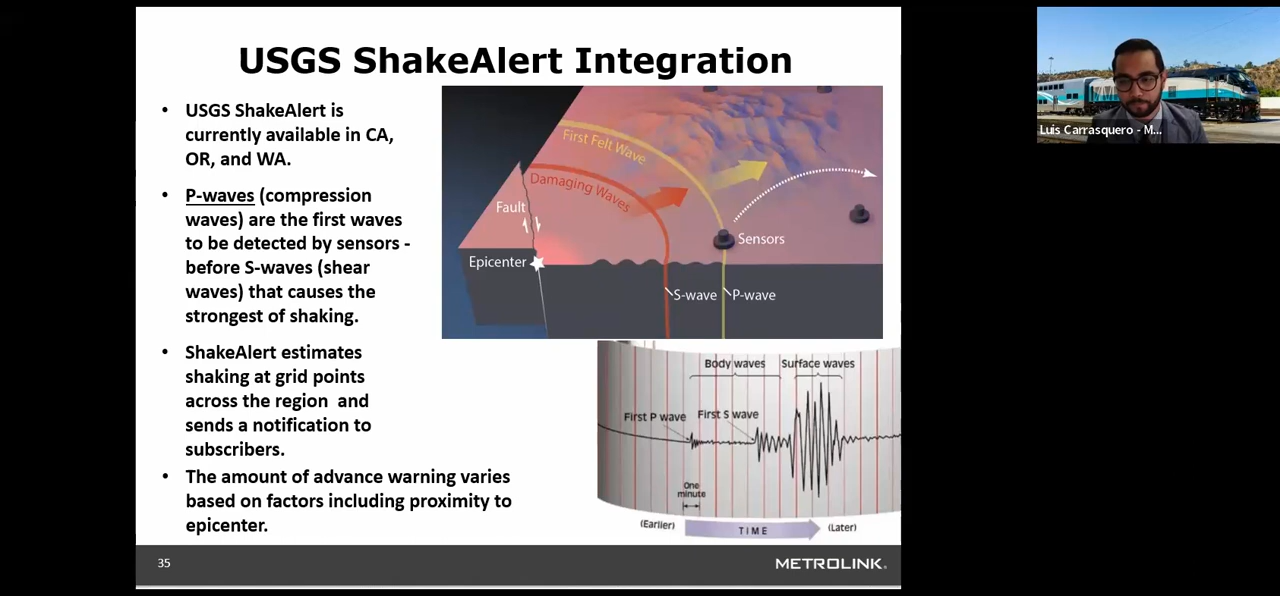 USGS ShakeAlert Integration
• USGS ShakeAlert is
currently available in CA,
OR, and WA.
• P-waves (compression
waves) are the first waves
to be detected by sensors -
before S-waves (shear
waves) that causes the
strongest of shaking.
• ShakeAlert estimates
shaking at grid points
across the region and
sends a notification to
subscribers.
• The amount of advance warning varies
based on factors including proximity to
epicenter.
First Felt Wave
Damaging Waves
Fault
Sensors
Epicenter
S-wave
P-wave
Body waves
Surface waves
First P wave
First S wave
One
minute
(Earlier)
TIME
(Later)
35
METROLINK.
Luis Carrasquero - M...